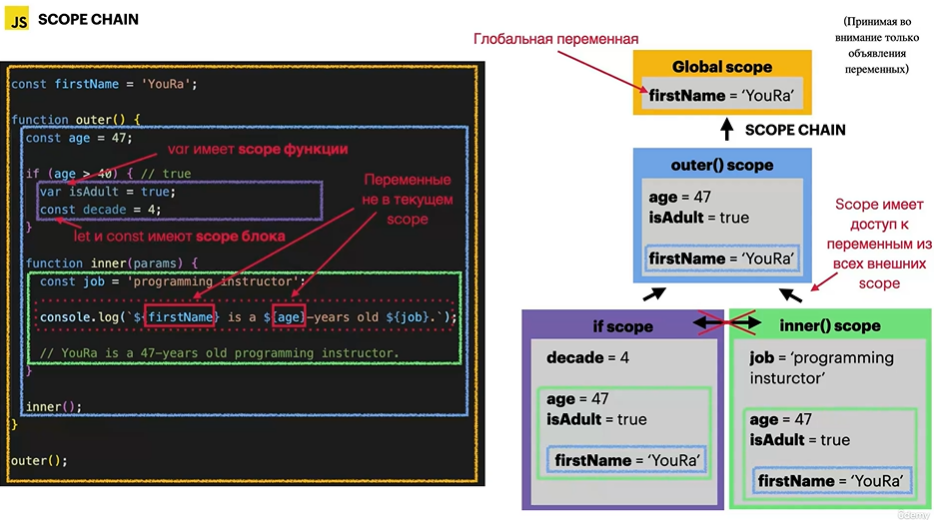 JS SCOPE CHAIN
const firstName = 'YouRa';
function outer() {
const age = 47;
var имеет scope функции
if (age > 40) { // true
var isAdult = true;
const decade = 4;
}
let и const имеют scope блока
Переменные
не в текущем
scope
function inner(params) {
const job = 'programming instructor';
console.log(`${firstName} is a ${age}-years old ${job}.`);
// YouRa is a 47-years old programming instructor.
}
inner();
}
outer();
Глобальная переменная
(Принимая во
внимание только
объявления
переменных)
Global scope
firstName = ‘YouRa’
SCOPE CHAIN
outer() scope
age = 47
isAdult = true
firstName = ‘YouRa’
Scope имеет
доступ к
переменным из
всех внешних
scope
if scope
decade = 4
age = 47
isAdult = true
firstName = ‘YouRa’
inner() scope
job = ‘programming
insturctor’
age = 47
isAdult = true
firstName = ‘YouRa’
ûdemy